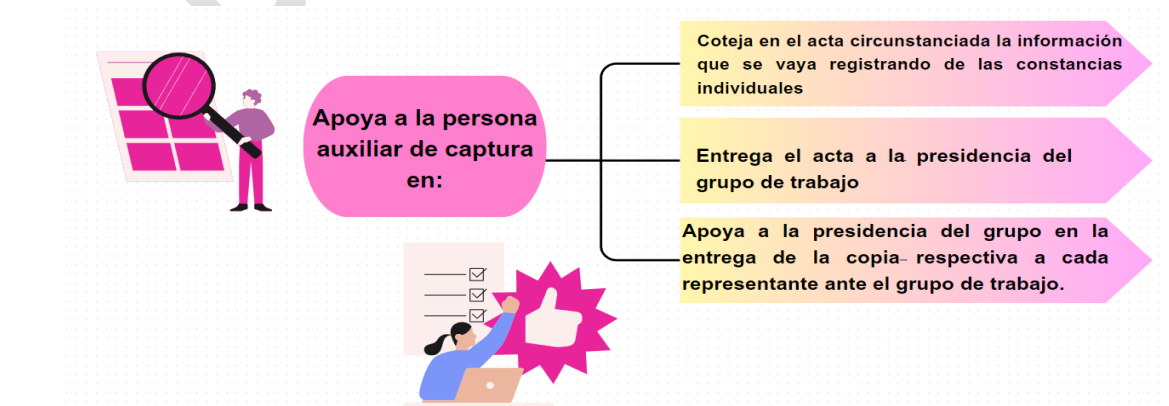 Apoya a la persona
auxiliar de captura
en:
Coteja en el acta circunstanciada la información
que se vaya registrando de las constancias
individuales
Entrega el acta a la presidencia del
grupo de trabajo
Apoya a la presidencia del grupo en la
entrega de la copia respectiva a cada
representante ante el grupo de trabajo.